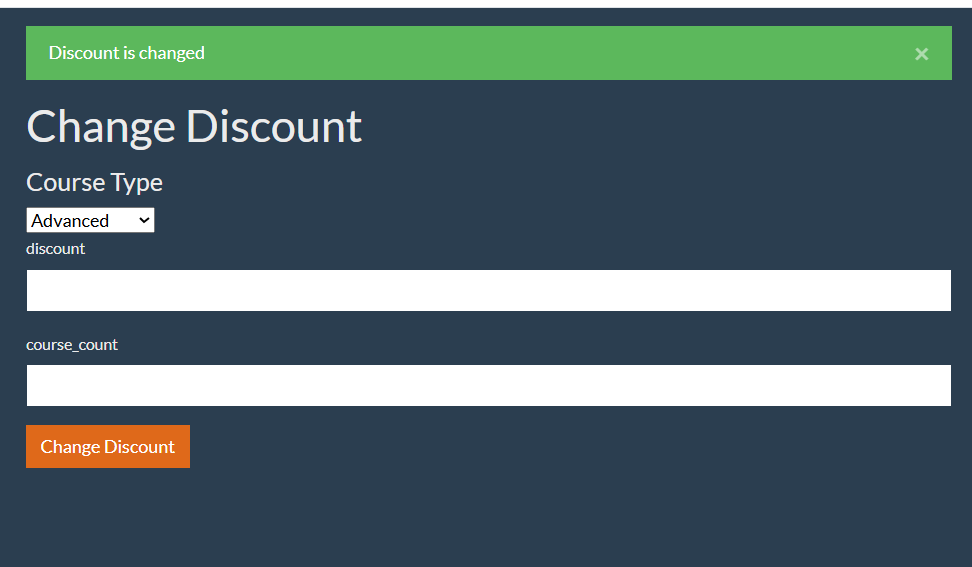 Discount is changed ×
Change Discount
Course Type
Advanced
discount
course_count
Change Discount